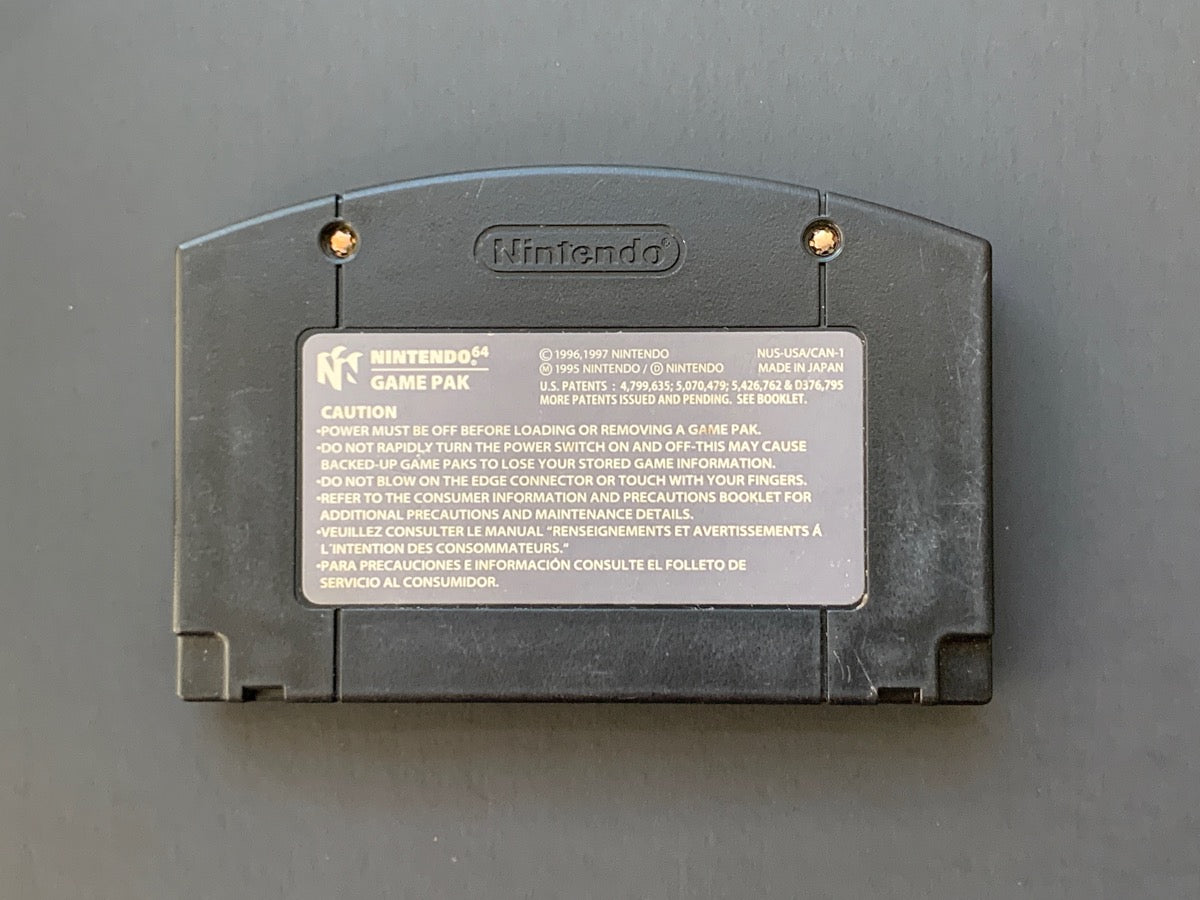 Nintendo®
NINTENDO⁶⁴
GAME PAK
© 1996,1997 NINTENDO
Ⓜ 1995 NINTENDO / Ⓓ NINTENDO
NUS-USA/CAN-1
MADE IN JAPAN
U.S. PATENTS : 4,799,635; 5,070,479; 5,426,762 & D376,795
MORE PATENTS ISSUED AND PENDING. SEE BOOKLET.
CAUTION
•POWER MUST BE OFF BEFORE LOADING OR REMOVING A GAME PAK.
•DO NOT RAPIDLY TURN THE POWER SWITCH ON AND OFF-THIS MAY CAUSE
BACKED-UP GAME PAKS TO LOSE YOUR STORED GAME INFORMATION.
•DO NOT BLOW ON THE EDGE CONNECTOR OR TOUCH WITH YOUR FINGERS.
•REFER TO THE CONSUMER INFORMATION AND PRECAUTIONS BOOKLET FOR
ADDITIONAL PRECAUTIONS AND MAINTENANCE DETAILS.
•VEUILLEZ CONSULTER LE MANUAL "RENSEIGNEMENTS ET AVERTISSEMENTS Á
L'INTENTION DES CONSOMMATEURS."
•PARA PRECAUCIONES E INFORMACIÓN CONSULTE EL FOLLETO DE
SERVICIO AL CONSUMIDOR.